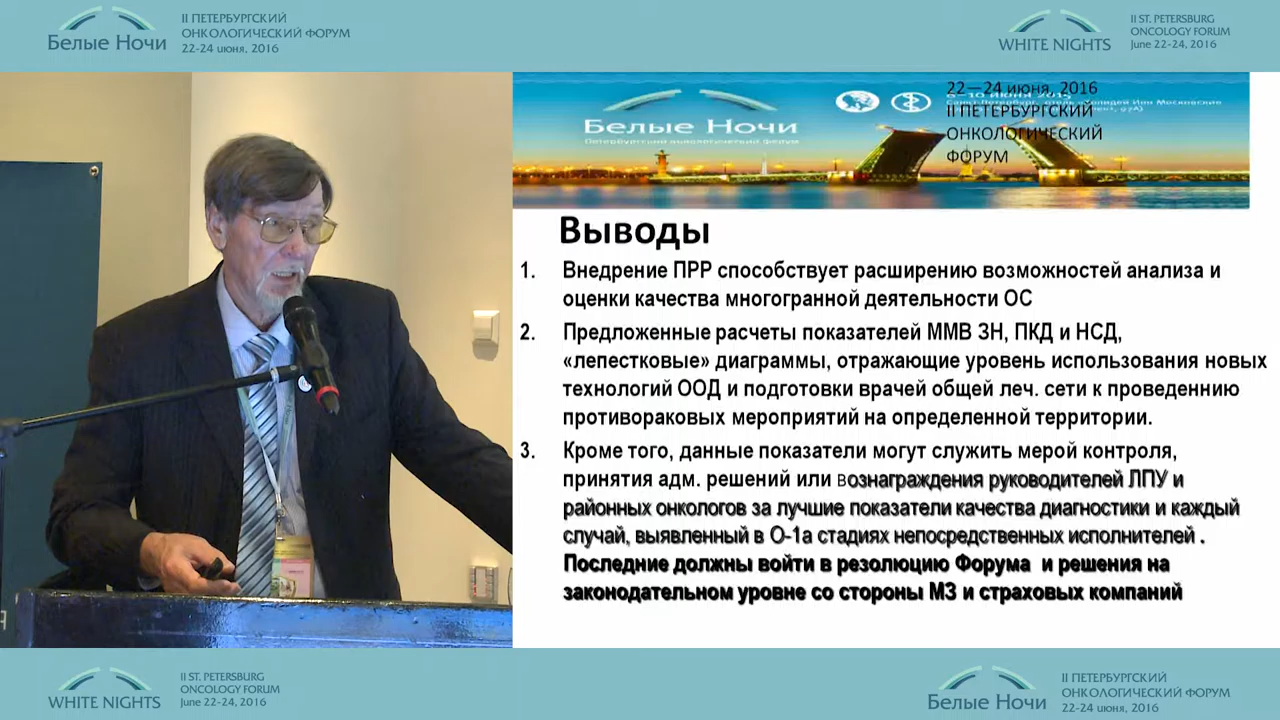 Белые Ночи
II ПЕТЕРБУРГСКИЙ
ОНКОЛОГИЧЕСКИЙ ФОРУМ
22-24 июня, 2016
WHITE NIGHTS
II ST. PETERSBURG
ONCOLOGY FORUM
June 22-24, 2016
Белые Ночи
Петербургский онкологический форум
22—24 июня, 2016
II ПЕТЕРБУРГСКИЙ
ОНКОЛОГИЧЕСКИЙ
ФОРУМ
Выводы
1. Внедрение ПРР способствует расширению возможностей анализа и
оценки качества многогранной деятельности ОС
2. Предложенные расчеты показателей ММВ ЗН, ПКД и НСД,
«лепестковые» диаграммы, отражающие уровень использования новых
технологий ООД и подготовки врачей общей леч. сети к проведению
противораковых мероприятий на определенной территории.
3. Кроме того, данные показатели могут служить мерой контроля,
принятия адм. решений или вознаграждения руководителей ЛПУ и
районных онкологов за лучшие показатели качества диагностики и каждый
случай, выявленный в О-1а стадиях непосредственных исполнителей .
Последние должны войти в резолюцию Форума и решения на
законодательном уровне со стороны МЗ и страховых компаний
WHITE NIGHTS
II ST. PETERSBURG
ONCOLOGY FORUM
June 22-24, 2016
Белые Ночи
II ПЕТЕРБУРГСКИЙ
ОНКОЛОГИЧЕСКИЙ ФОРУМ
22-24 июня, 2016